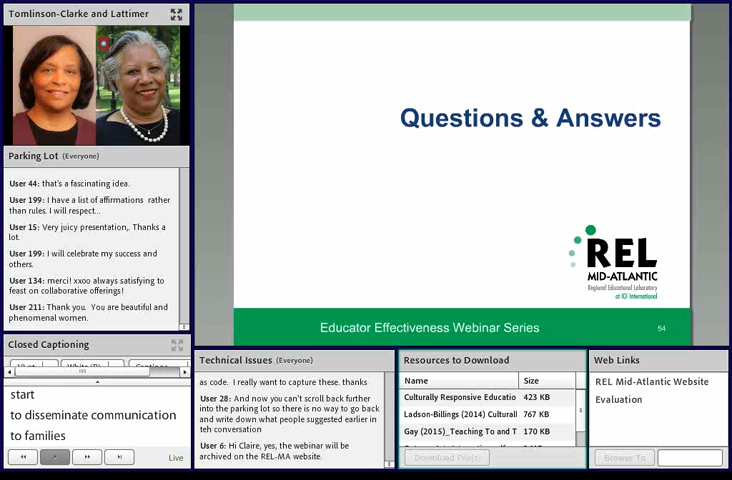 Tomlinson-Clarke and Lattimer
Parking Lot (Everyone)
User 44: that's a fascinating idea.
User 199: I have a list of affirmations rather
than rules. I will respect...
User 15: Very juicy presentation,. Thanks a
lot.
User 199: I will celebrate my success and
others.
User 134: merci! xxoo always satisfying to
feast on collaborative offerings!
User 211: Thank you. You are beautiful and
phenomenal women.
Closed Captioning
start
to disseminate communication
to families
Live
Questions & Answers
REL
MID-ATLANTIC
Regional Educational Laboratory
at ICF International
Educator Effectiveness Webinar Series
54
Technical Issues (Everyone)
as code. I really want to capture these. thanks
User 28: And now you can't scroll back further
into the parking lot so there is no way to go back
and write down what people suggested earlier in
teh conversation
User 6: Hi Claire, yes, the webinar will be
archived on the REL-MA website.
Resources to Download
Name Size
Culturally Responsive Educatio 423 KB
Ladson-Billings (2014) Culturall 767 KB
Gay (2015)_Teaching To and T 170 KB
Download File(s)
Web Links
REL Mid-Atlantic Website
Evaluation
Browse To